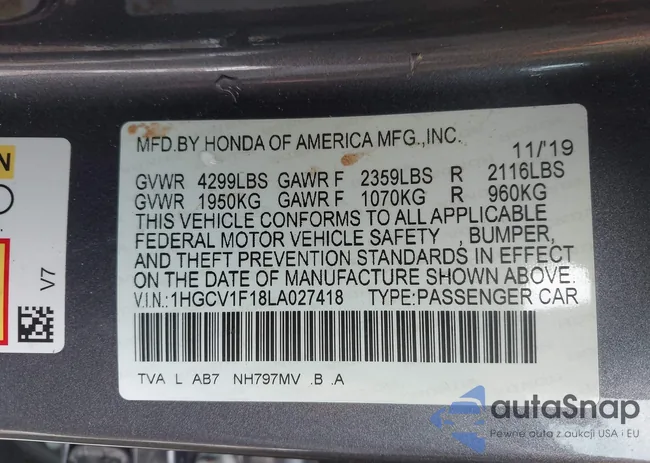 MFD.BY HONDA OF AMERICA MFG.,INC.
11/'19
GVWR 4299LBS GAWR F 2359LBS R 2116LBS
GVWR 1950KG GAWR F 1070KG R 960KG
THIS VEHICLE CONFORMS TO ALL APPLICABLE
FEDERAL MOTOR VEHICLE SAFETY , BUMPER,
AND THEFT PREVENTION STANDARDS IN EFFECT
ON THE DATE OF MANUFACTURE SHOWN ABOVE.
V.I.N.:1HGCV1F18LA027418 TYPE:PASSENGER CAR
TVA L AB7 NH797MV .B .A
N
V7
autaSnap
Pewne auta z aukcji USA i EU